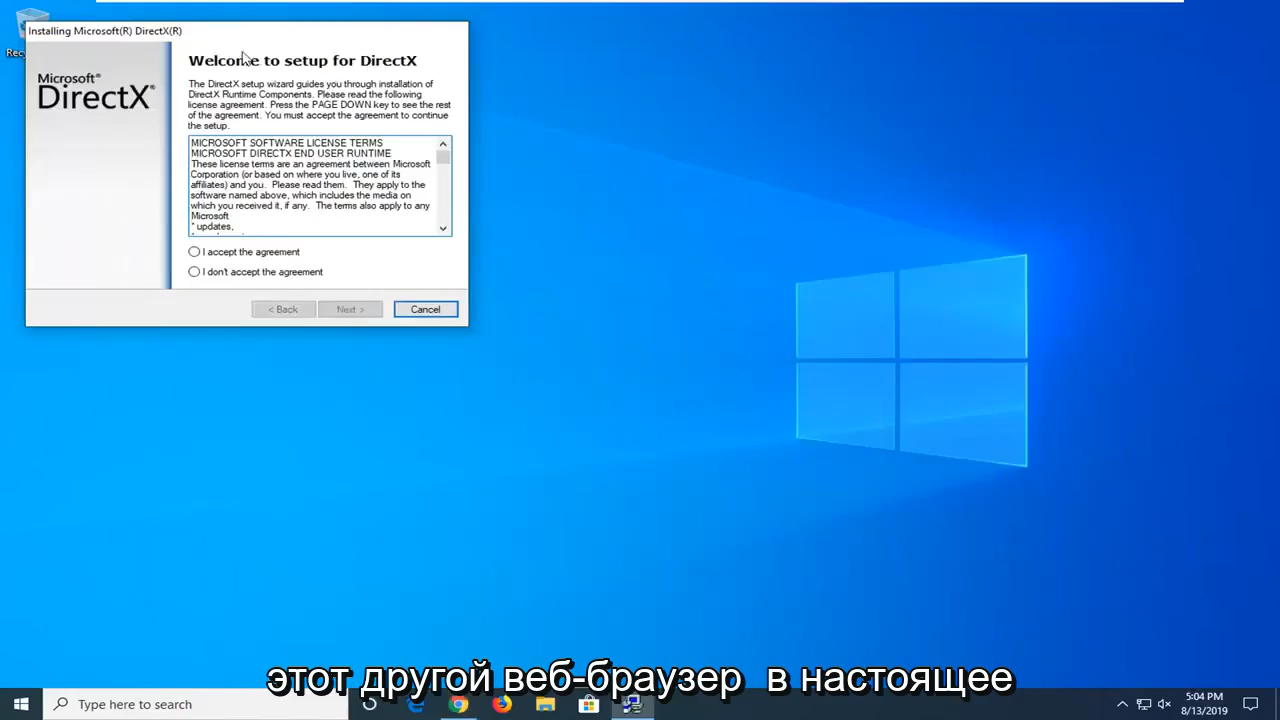 Installing Microsoft(R) DirectX(R)
Microsoft®
DirectX®
Welcome to setup for DirectX
The DirectX setup wizard guides you through installation of
DirectX Runtime Components. Please read the following
license agreement. Press the PAGE DOWN key to see the rest
of the agreement. You must accept the agreement to continue
the setup.
MICROSOFT SOFTWARE LICENSE TERMS
MICROSOFT DIRECTX END USER RUNTIME
These license terms are an agreement between Microsoft
Corporation (or based on where you live, one of its
affiliates) and you. Please read them. They apply to the
software named above, which includes the media on
which you received it, if any. The terms also apply to any
Microsoft
* updates,
I accept the agreement
I don't accept the agreement
< Back
Next >
Cancel
этот другой веб-браузер в настоящее
Type here to search
5:04 PM
8/13/2019